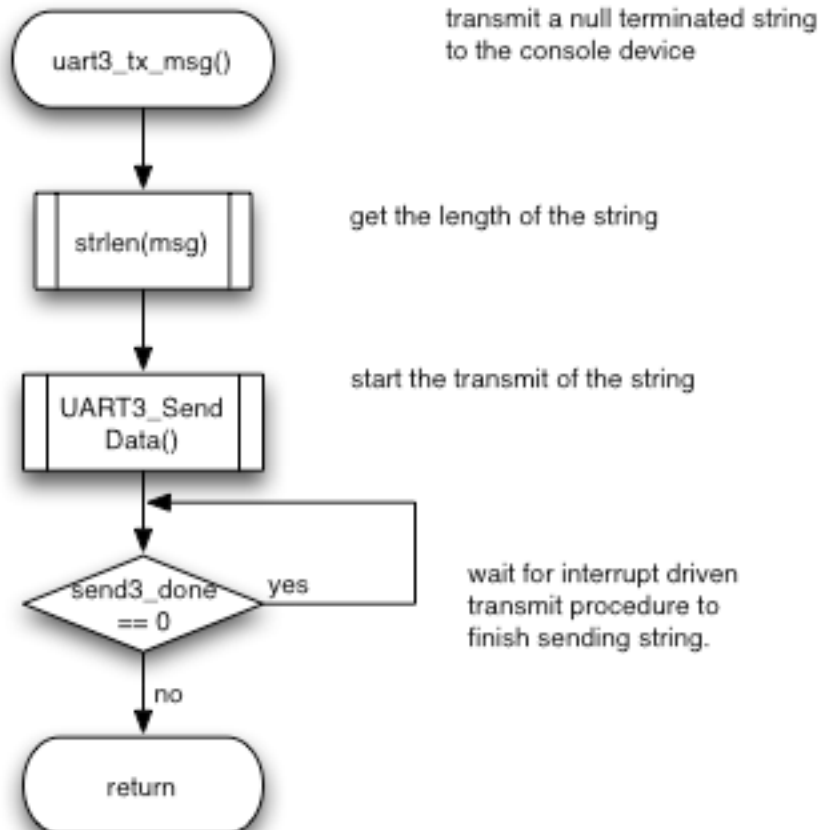 transmit a null terminated string
to the console device
uart3_tx_msg()
strlen(msg)
get the length of the string
start the transmit of the string
UART3_Send
Data()
send3_done
== 0
yes
wait for interrupt driven
transmit procedure to
finish sending string.
no
return